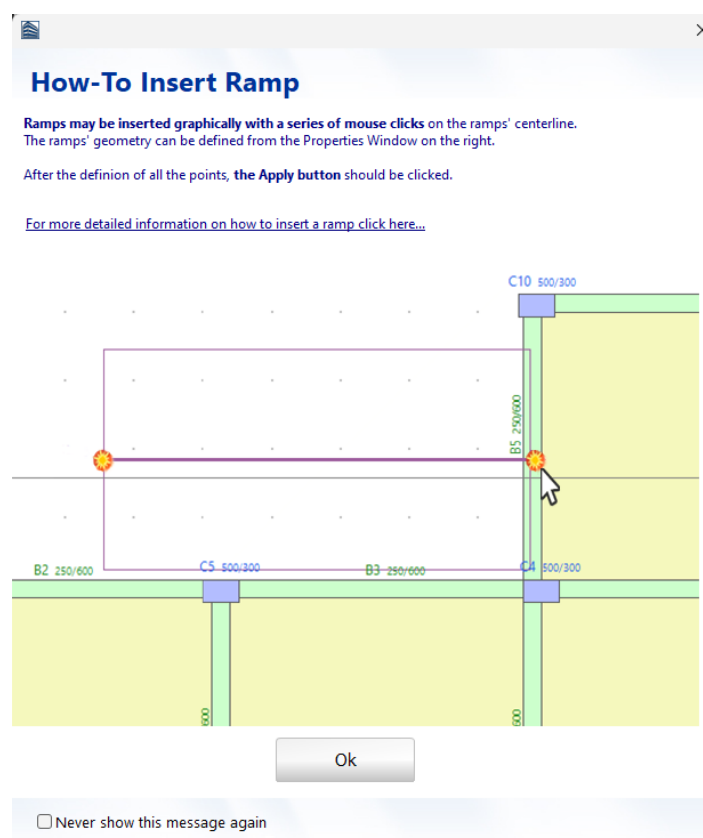 How-To Insert Ramp
Ramps may be inserted graphically with a series of mouse clicks on the ramps' centerline.
The ramps' geometry can be defined from the Properties Window on the right.
After the definion of all the points, the Apply button should be clicked.
For more detailed information on how to insert a ramp click here...
C10 500/300
B5 250/600
B2 250/600
C5 500/300
B3 250/600
C4 500/300
600
600
Ok
Never show this message again